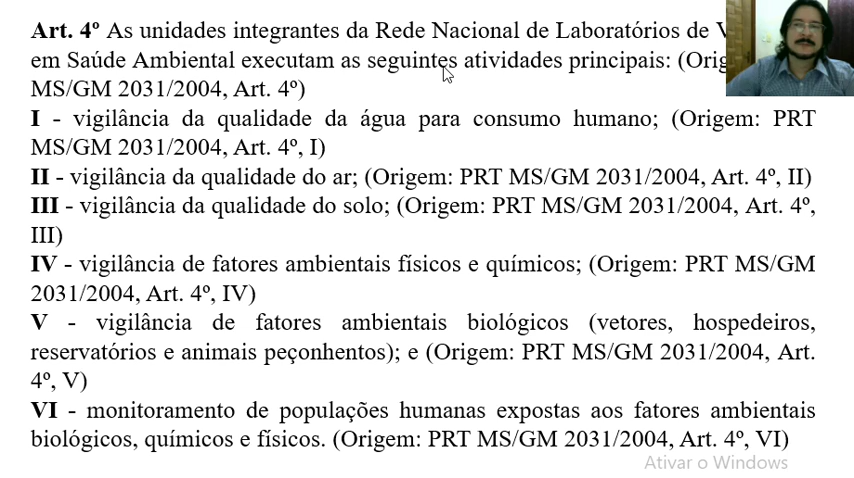 Art. 4º As unidades integrantes da Rede Nacional de Laboratórios de
em Saúde Ambiental executam as seguintes atividades principais:
MS/GM 2031/2004, Art. 4º)
I - vigilância da qualidade da água para consumo humano; (Origem: PRT
MS/GM 2031/2004, Art. 4º, I)
II - vigilância da qualidade do ar; (Origem: PRT MS/GM 2031/2004, Art. 4º, II)
III - vigilância da qualidade do solo; (Origem: PRT MS/GM 2031/2004, Art. 4º,
III)
IV - vigilância de fatores ambientais físicos e químicos; (Origem: PRT MS/GM
2031/2004, Art. 4º, IV)
V - vigilância de fatores ambientais biológicos (vetores, hospedeiros,
reservatórios e animais peçonhentos); e (Origem: PRT MS/GM 2031/2004, Art.
4º, V)
VI - monitoramento de populações humanas expostas aos fatores ambientais
biológicos, químicos e físicos. (Origem: PRT MS/GM 2031/2004, Art. 4º, VI)
Ativar o Windows